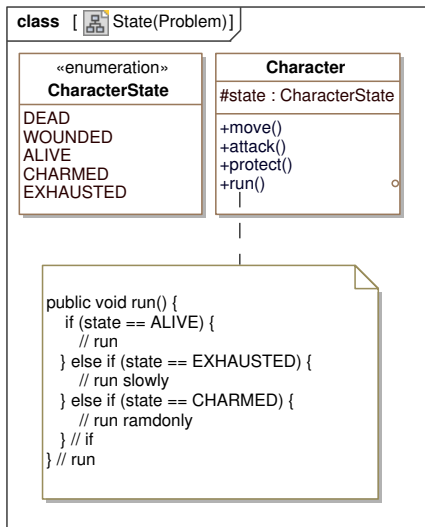 class [ State(Problem)]
«enumeration»
CharacterState
DEAD
WOUNDED
ALIVE
CHARMED
EXHAUSTED
Character
#state : CharacterState
+move()
+attack()
+protect()
+run()
public void run() {
if (state == ALIVE) {
// run
} else if (state == EXHAUSTED) {
// run slowly
} else if (state == CHARMED) {
// run ramdonly
} // if
} // run